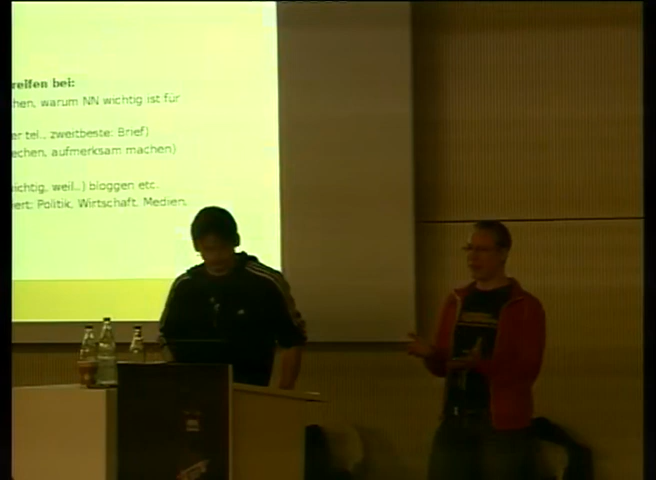 reifen bei:
hen, warum NN wichtig ist für
er tel., zweitbeste: Brief)
echen, aufmerksam machen)
ichtig, weil...) bloggen etc.
ert: Politik, Wirtschaft, Medien.